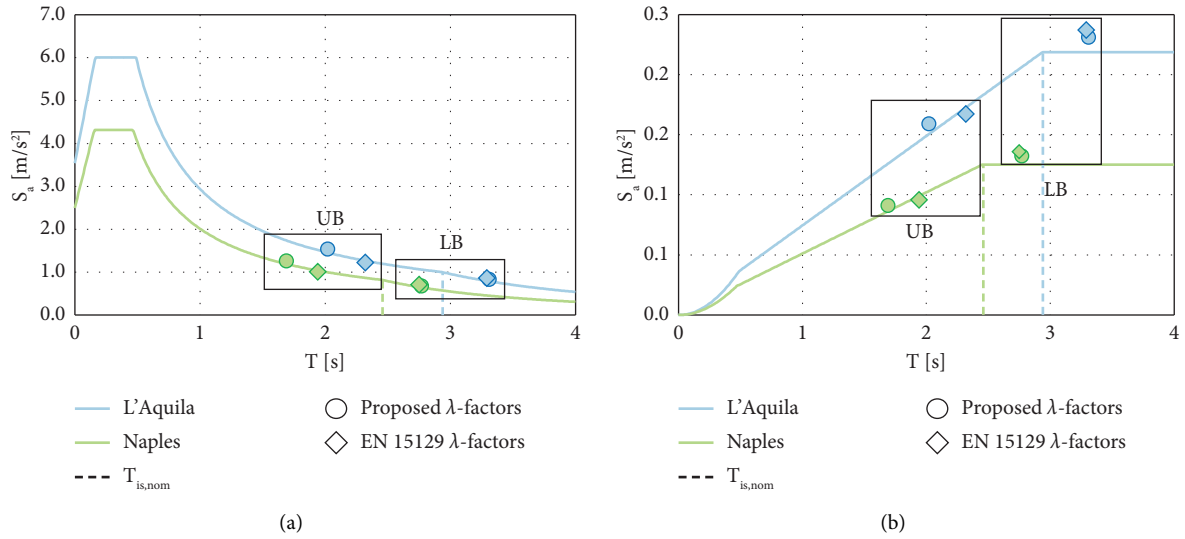 7.0
6.0
5.0
4.0
3.0
2.0
1.0
0.0
S_a [m/s²]
UB
LB
0 1 2 3 4
T [s]
L'Aquila
Naples
T_is,nom
Proposed λ-factors
EN 15129 λ-factors
(a)
0.3
0.2
0.2
0.1
0.1
0.0
S_a [m/s²]
UB
LB
0 1 2 3 4
T [s]
L'Aquila
Naples
T_is,nom
Proposed λ-factors
EN 15129 λ-factors
(b)